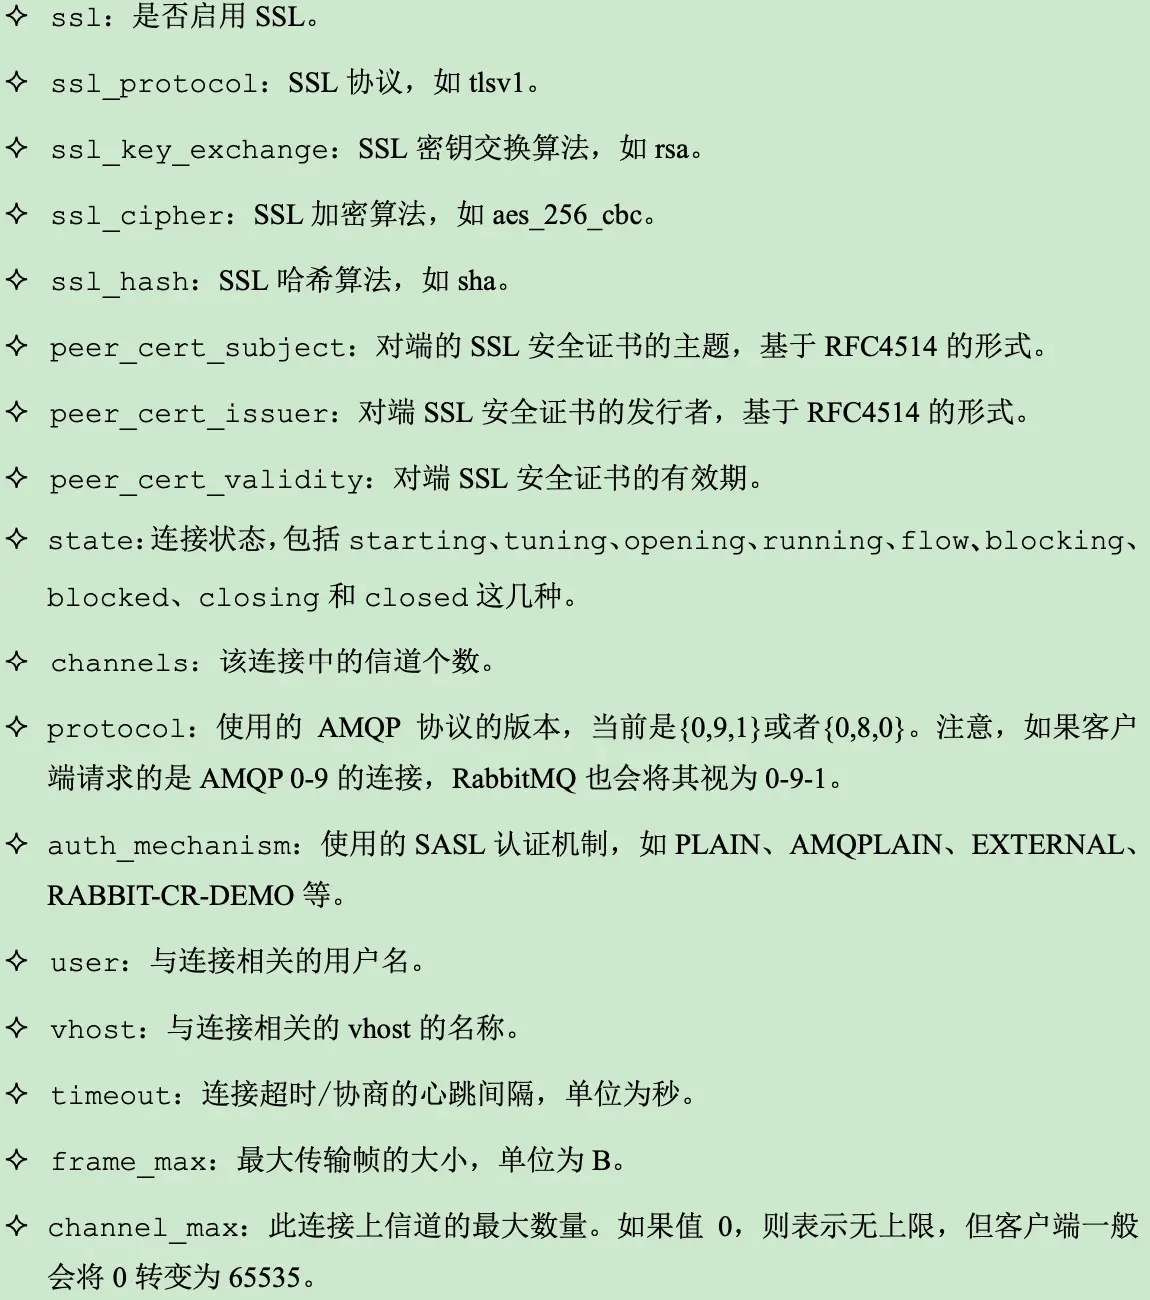 ✧ ssl：是否启用 SSL。
✧ ssl_protocol：SSL 协议，如 tlsv1。
✧ ssl_key_exchange：SSL 密钥交换算法，如 rsa。
✧ ssl_cipher：SSL 加密算法，如 aes_256_cbc。
✧ ssl_hash：SSL 哈希算法，如 sha。
✧ peer_cert_subject：对端的 SSL 安全证书的主题，基于 RFC4514 的形式。
✧ peer_cert_issuer：对端 SSL 安全证书的发行者，基于 RFC4514 的形式。
✧ peer_cert_validity：对端 SSL 安全证书的有效期。
✧ state：连接状态，包括 starting、tuning、opening、running、flow、blocking、
blocked、closing 和 closed 这几种。
✧ channels：该连接中的信道个数。
✧ protocol：使用的 AMQP 协议的版本，当前是{0,9,1}或者{0,8,0}。注意，如果客户
端请求的是 AMQP 0-9 的连接，RabbitMQ 也会将其视为 0-9-1。
✧ auth_mechanism：使用的 SASL 认证机制，如 PLAIN、AMQPLAIN、EXTERNAL、
RABBIT-CR-DEMO 等。
✧ user：与连接相关的用户名。
✧ vhost：与连接相关的 vhost 的名称。
✧ timeout：连接超时/协商的心跳间隔，单位为秒。
✧ frame_max：最大传输帧的大小，单位为 B。
✧ channel_max：此连接上信道的最大数量。如果值 0，则表示无上限，但客户端一般
会将 0 转变为 65535。